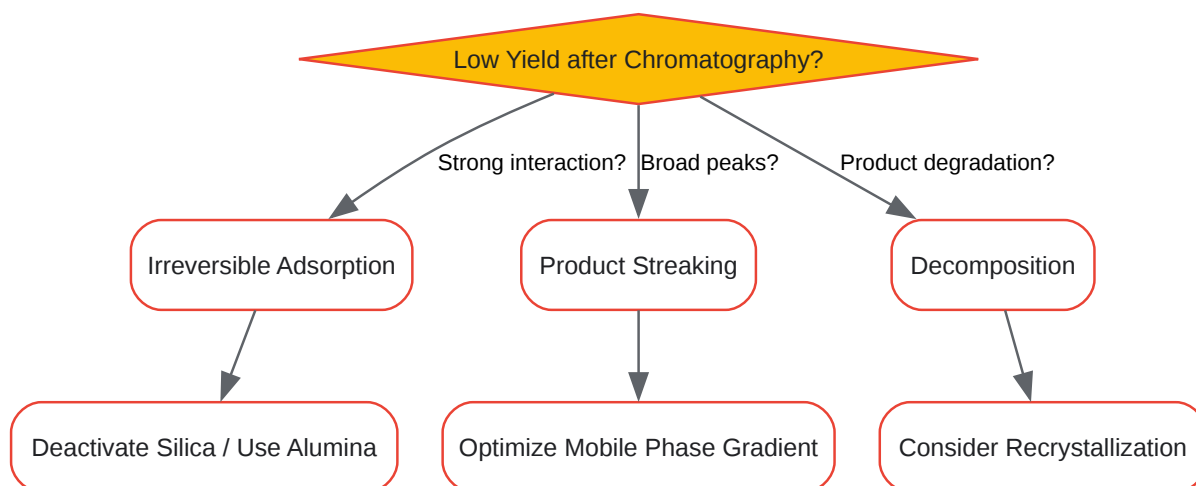 Low Yield after Chromatography?
Strong interaction?
Broad peaks?
Product degradation?
Irreversible Adsorption
Product Streaking
Decomposition
Deactivate Silica / Use Alumina
Optimize Mobile Phase Gradient
Consider Recrystallization